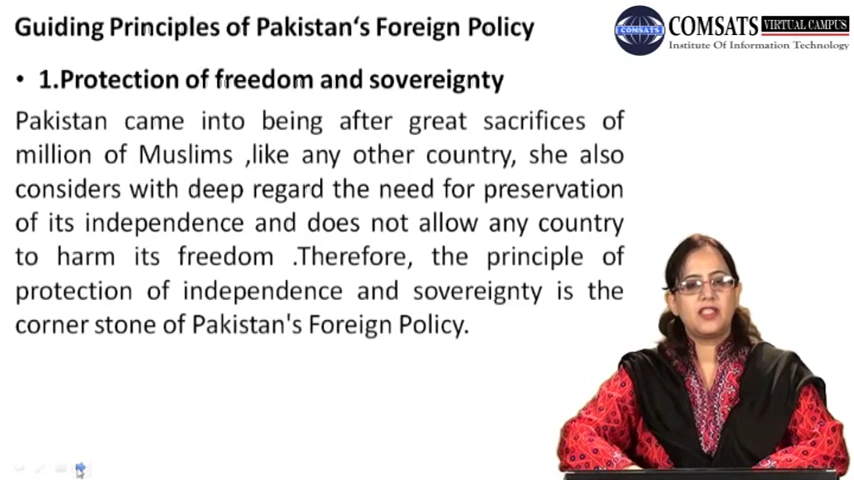 Guiding Principles of Pakistan‘s Foreign Policy
COMSATS VIRTUAL CAMPUS
COMSATS
Institute Of Information Technology
• 1.Protection of freedom and sovereignty
Pakistan came into being after great sacrifices of
million of Muslims ,like any other country, she also
considers with deep regard the need for preservation
of its independence and does not allow any country
to harm its freedom .Therefore, the principle of
protection of independence and sovereignty is the
corner stone of Pakistan's Foreign Policy.